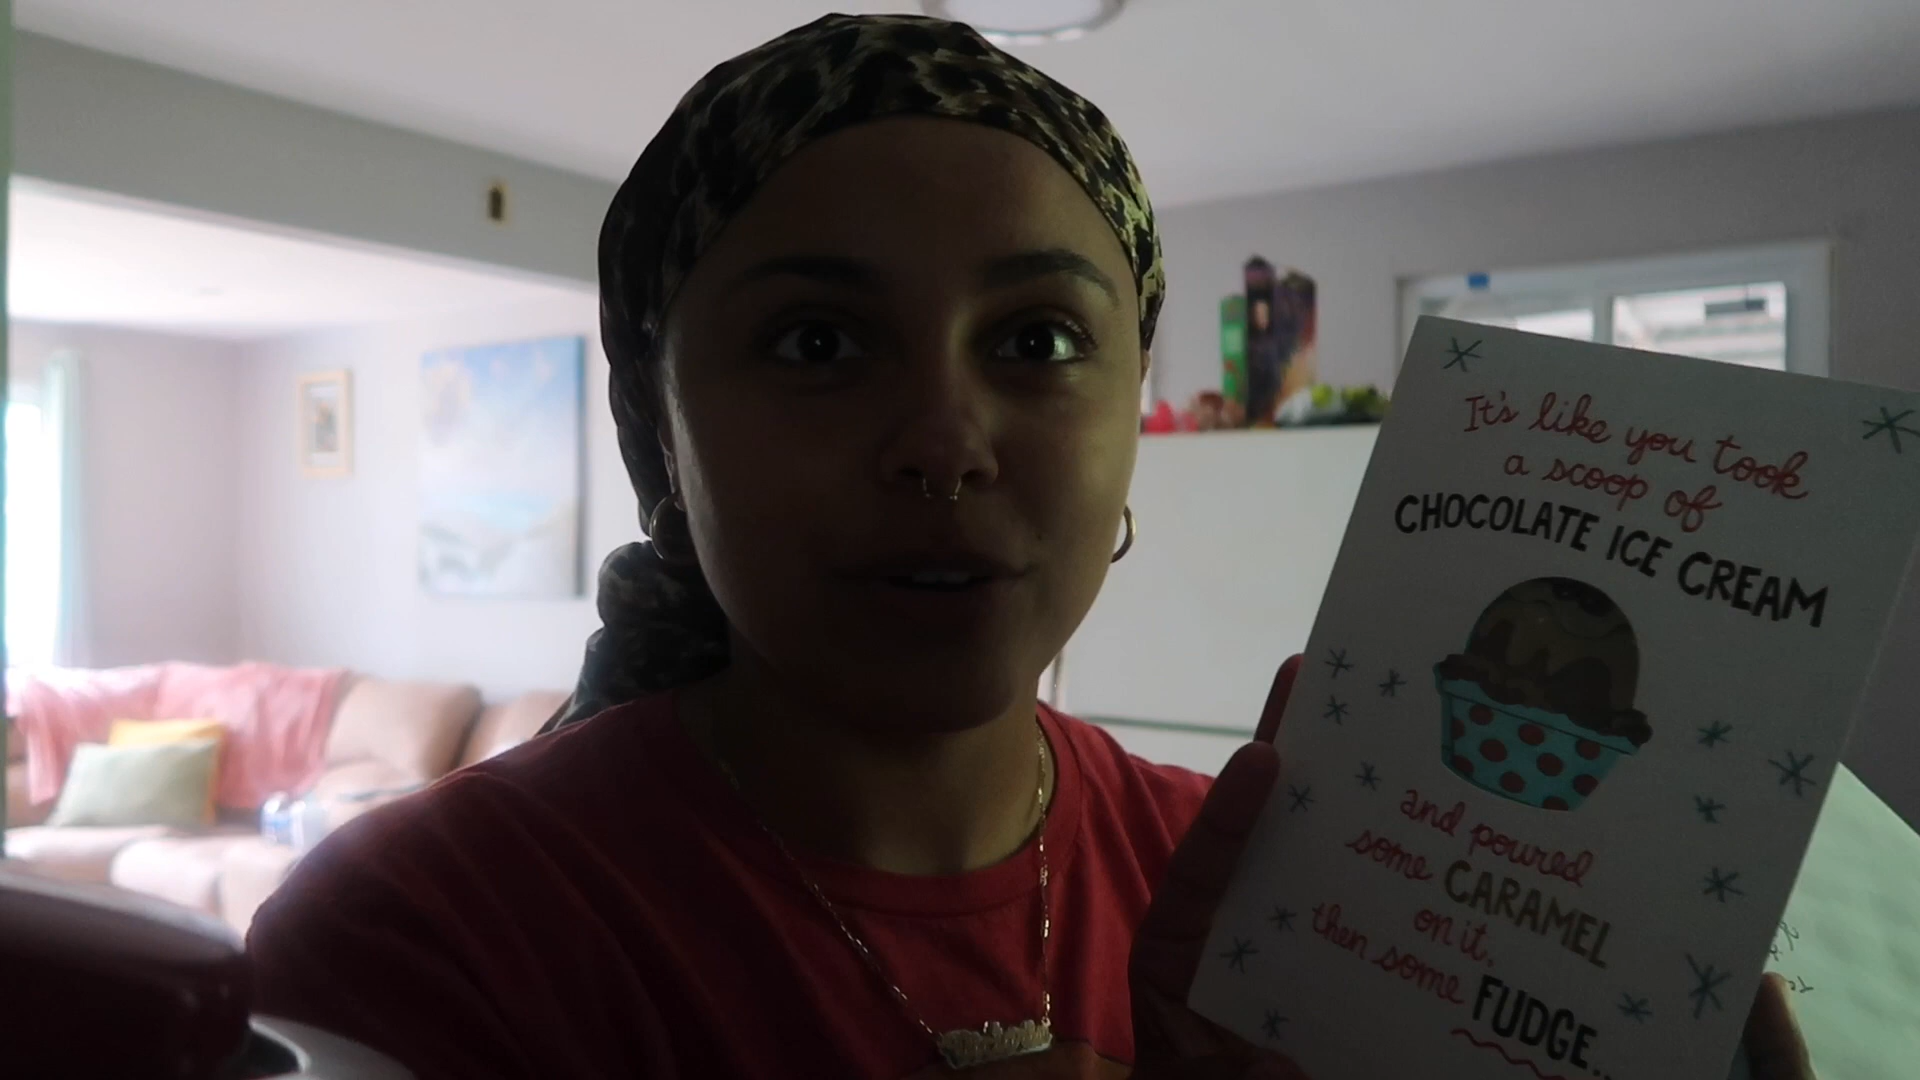 It's like you took
a scoop of
CHOCOLATE ICE CREAM
and poured
some CARAMEL
on it,
then some FUDGE...